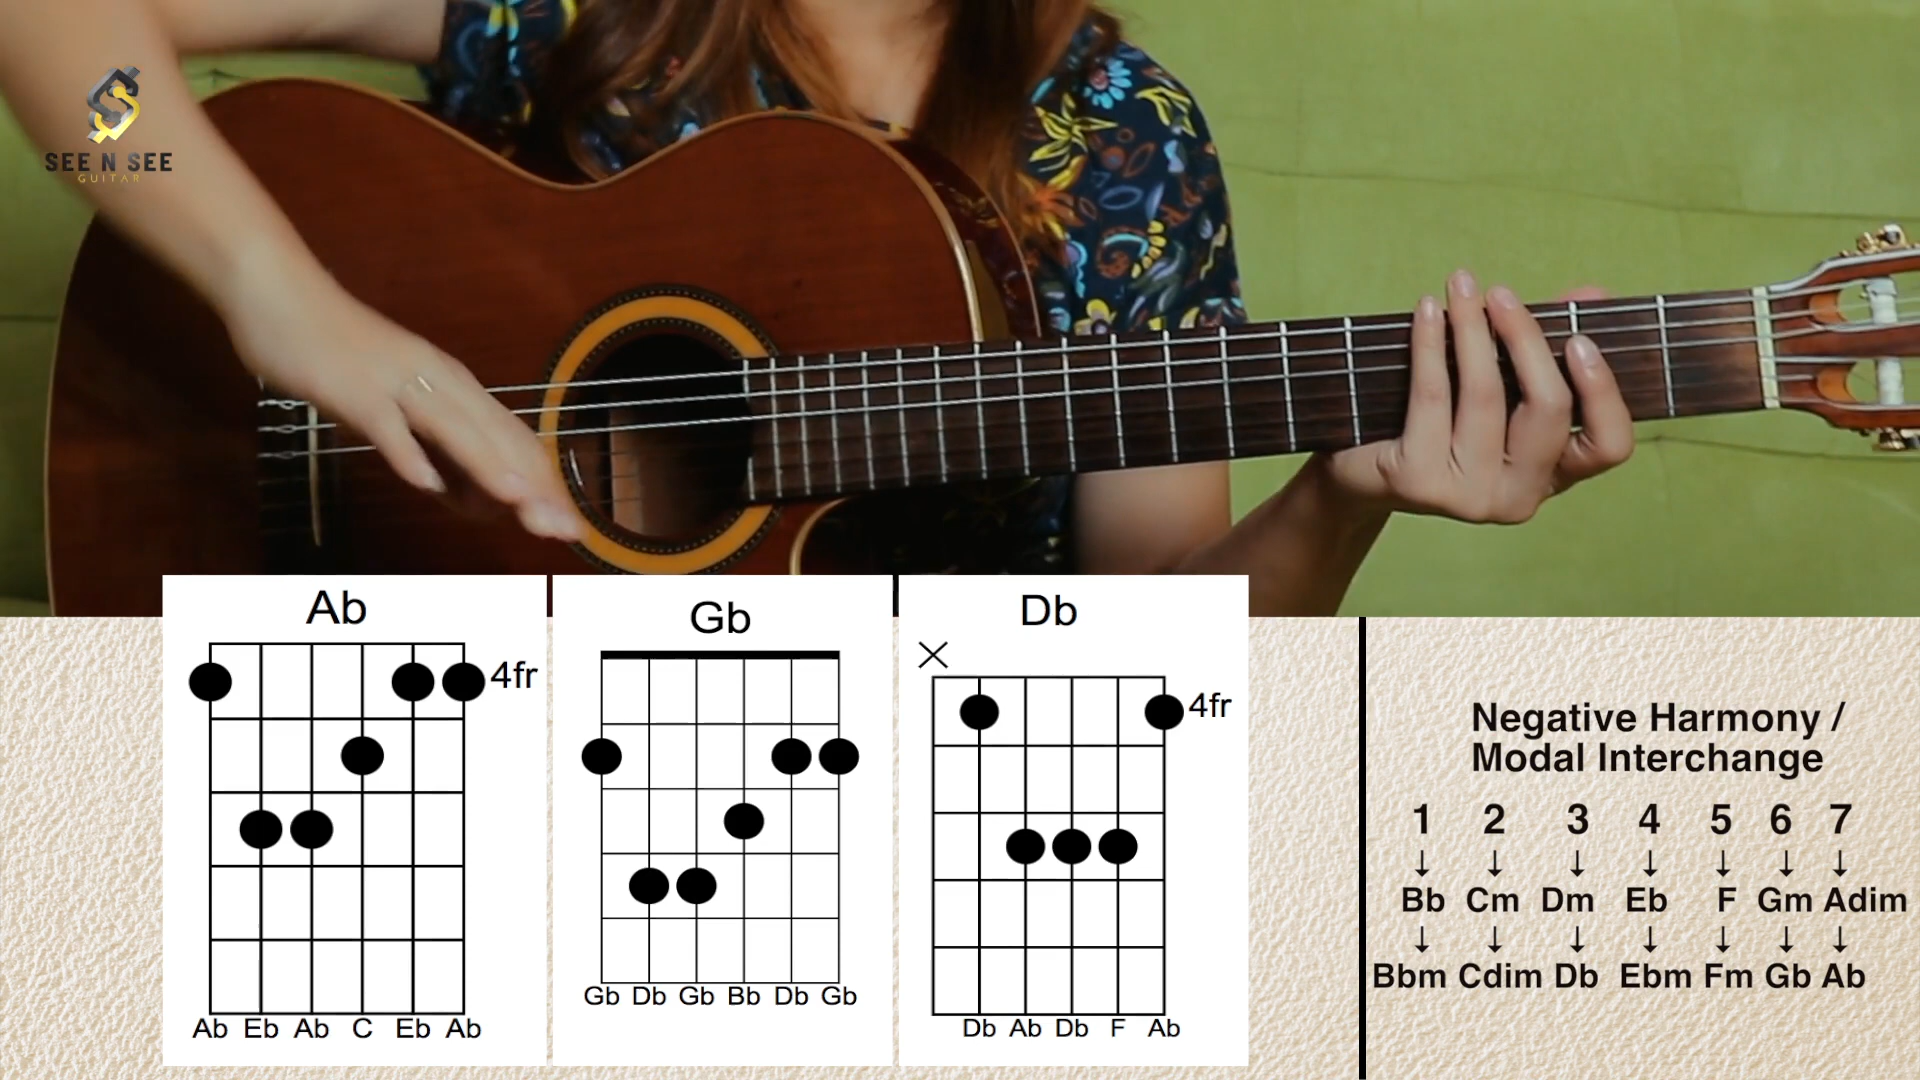 SEE N SEE
GUITAR
Ab
4fr
Ab Eb Ab C Eb Ab
Gb
Gb Db Gb Bb Db Gb
Db
4fr
Db Ab Db F Ab
Negative Harmony /
Modal Interchange
1 2 3 4 5 6 7
↓ ↓ ↓ ↓ ↓ ↓ ↓
Bb Cm Dm Eb F Gm Adim
↓ ↓ ↓ ↓ ↓ ↓ ↓
Bbm Cdim Db Ebm Fm Gb Ab